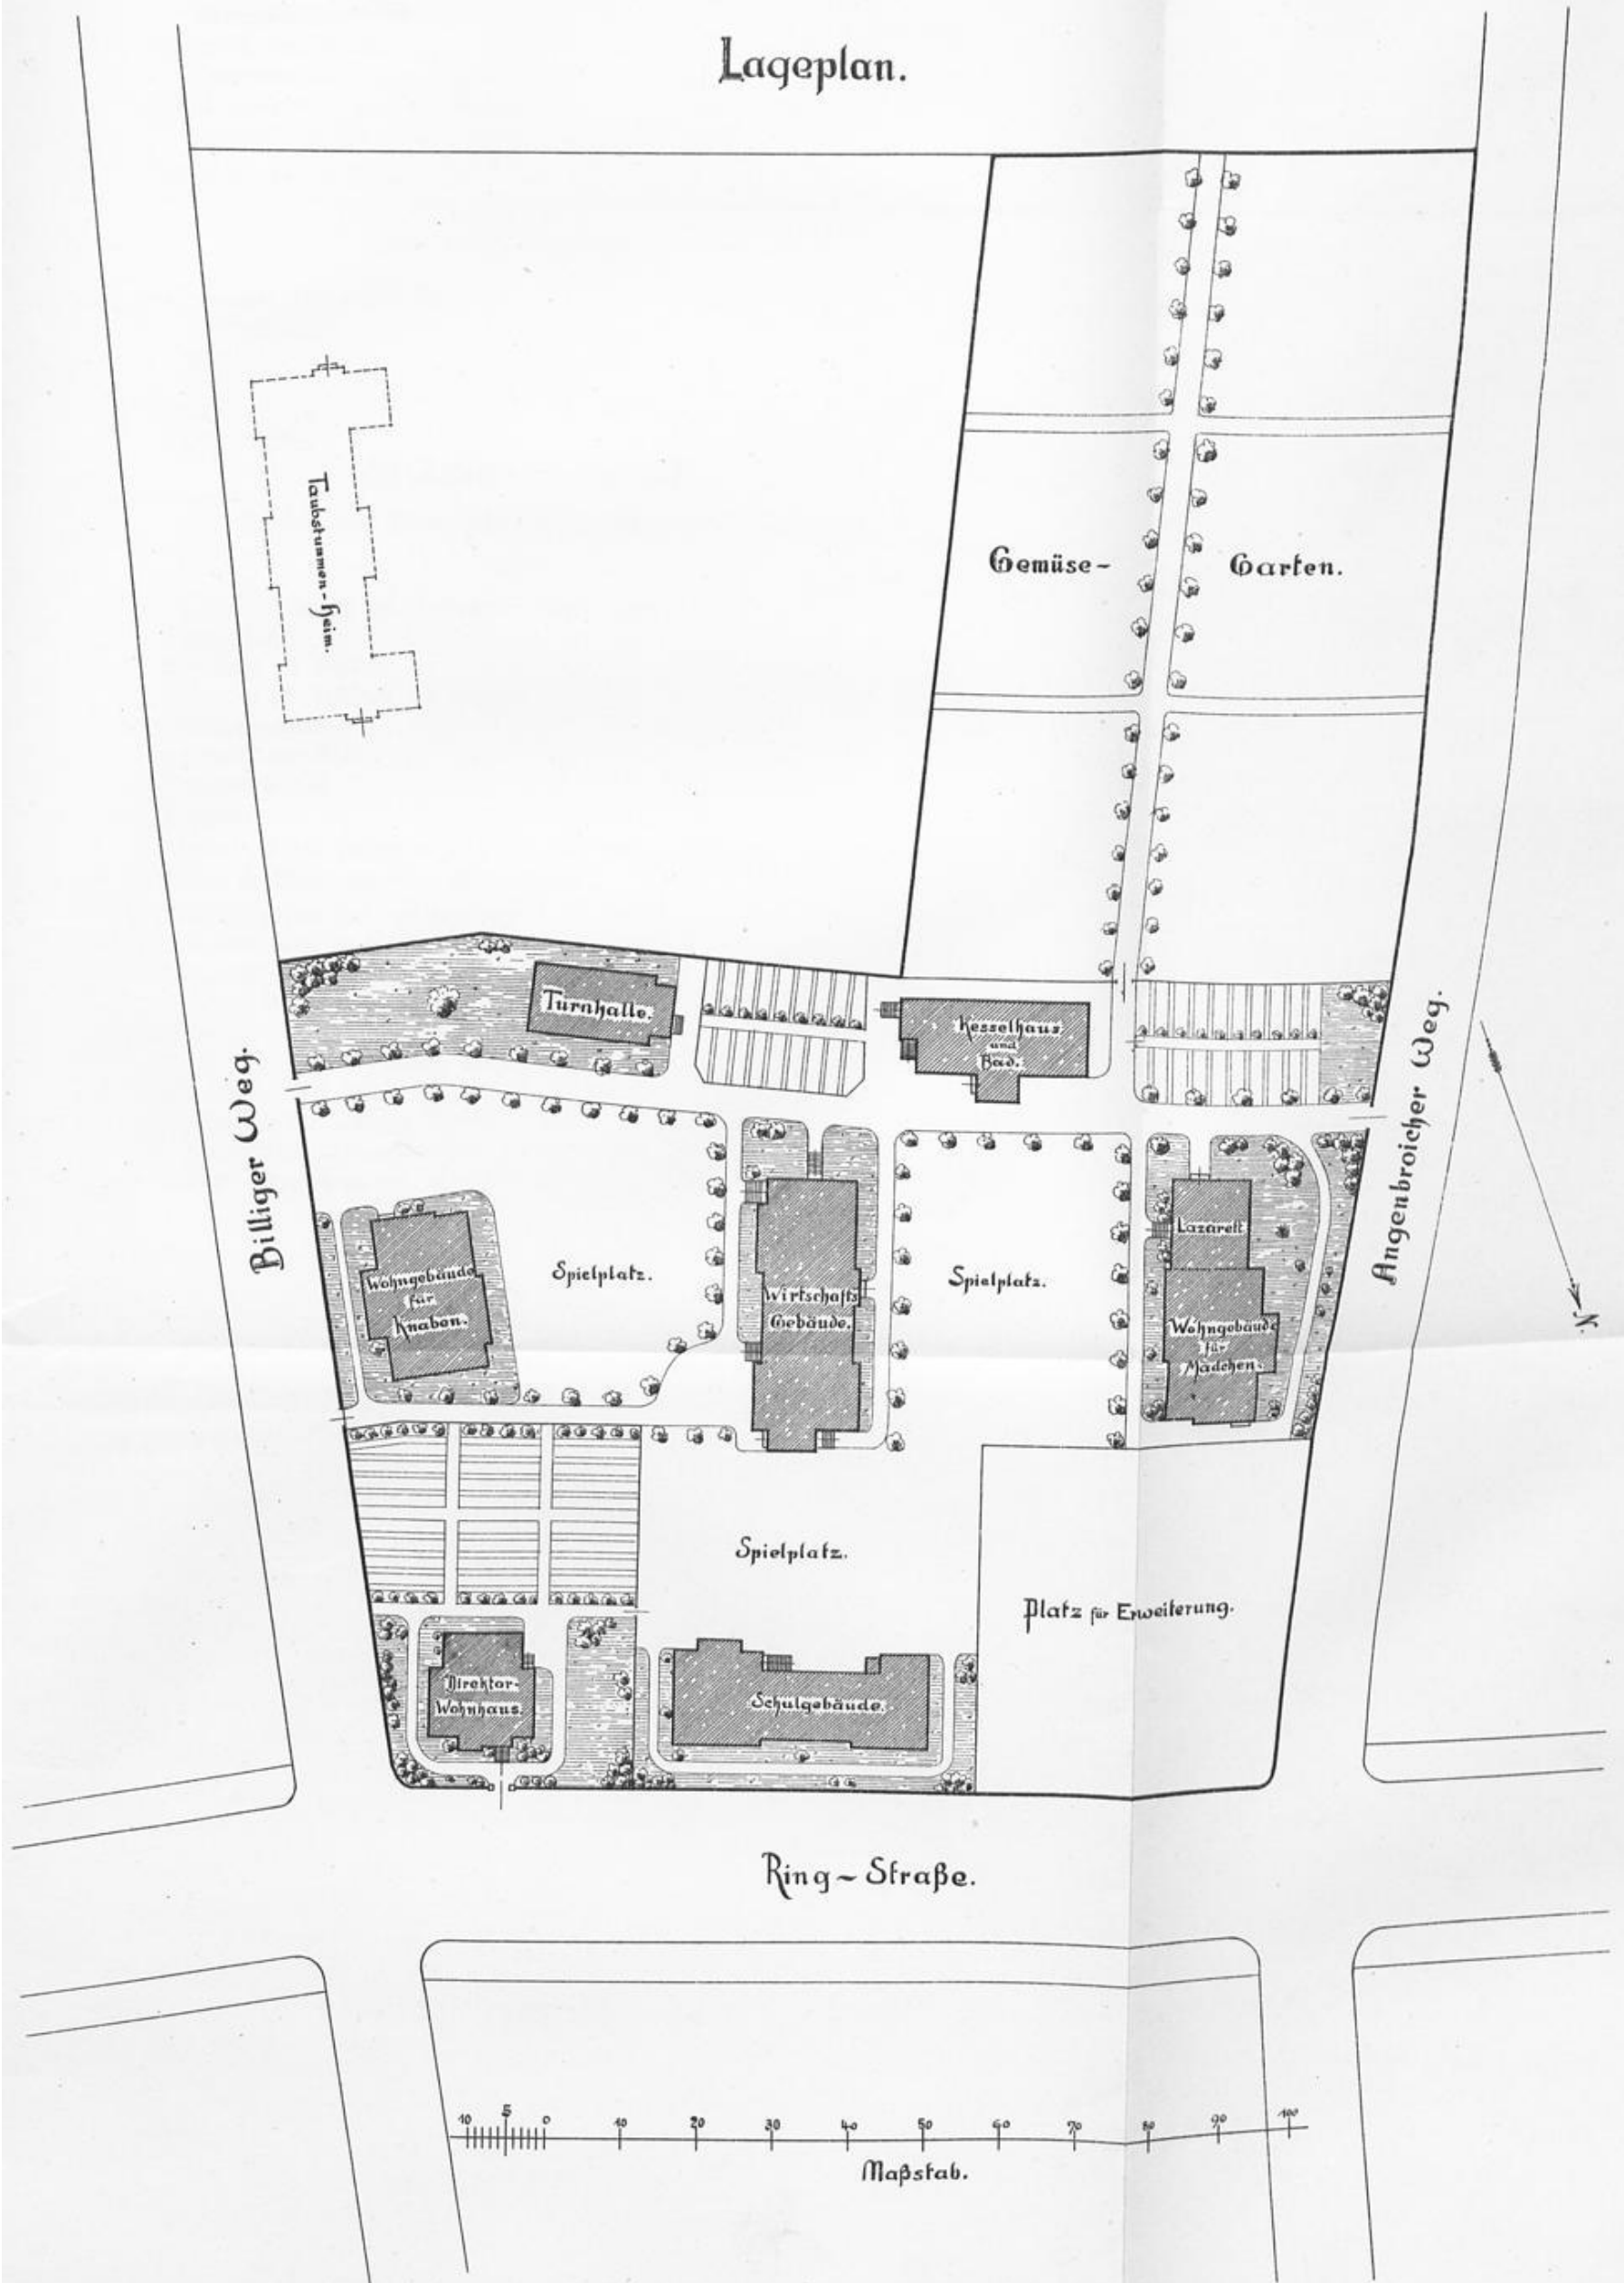 Lageplan.
Taubstummen-Heim.
Gemüse-
Garten.
Turnhalle.
Kesselhaus
und
Bad.
Billiger Weg.
Angenbroicher Weg.
Wohngebäude
für
Knaben.
Spielplatz.
Wirtschafts
Gebäude.
Spielplatz.
Lazarett
Wohngebäude
für
Mädchen.
N.
Spielplatz.
Platz für Erweiterung.
Direktor-
Wohnhaus.
Schulgebäude.
Ring-Straße.
10 5 0 10 20 30 40 50 60 70 80 90 100
Maßstab.